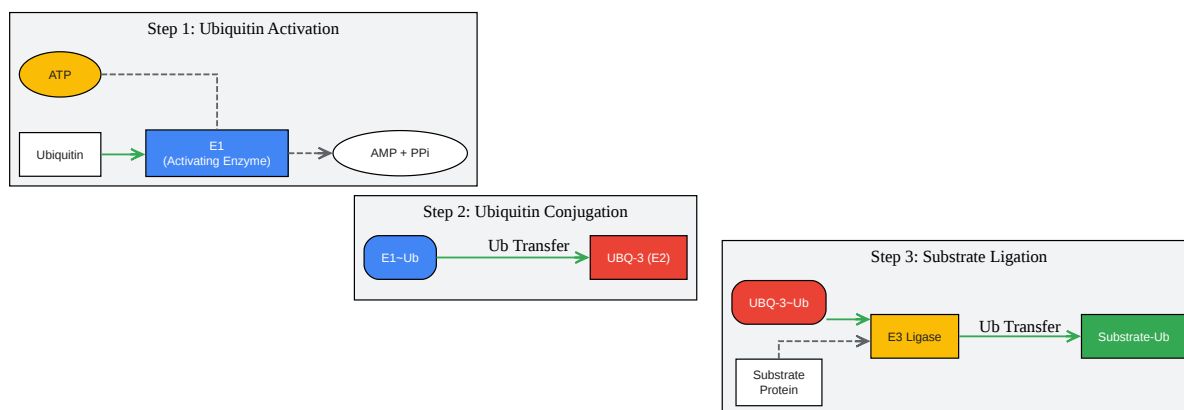 Step 1: Ubiquitin Activation
ATP
Ubiquitin
E1
(Activating Enzyme)
AMP + PPi
Step 2: Ubiquitin Conjugation
E1~Ub
Ub Transfer
UBQ-3 (E2)
Step 3: Substrate Ligation
UBQ-3~Ub
Substrate
Protein
E3 Ligase
Ub Transfer
Substrate-Ub